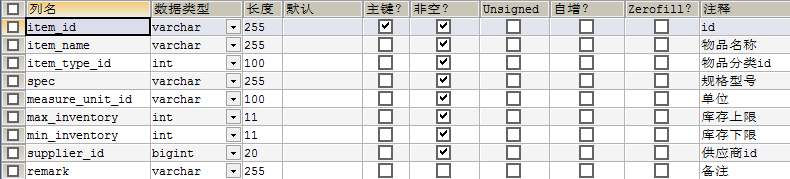 列名 数据类型 长度 默认 主键? 非空? Unsigned 自增? Zerofill? 注释
item_id varchar 255 id
item_name varchar 255 物品名称
item_type_id int 100 物品分类id
spec varchar 255 规格型号
measure_unit_id varchar 100 单位
max_inventory int 11 库存上限
min_inventory int 11 库存下限
supplier_id bigint 20 供应商id
remark varchar 255 备注